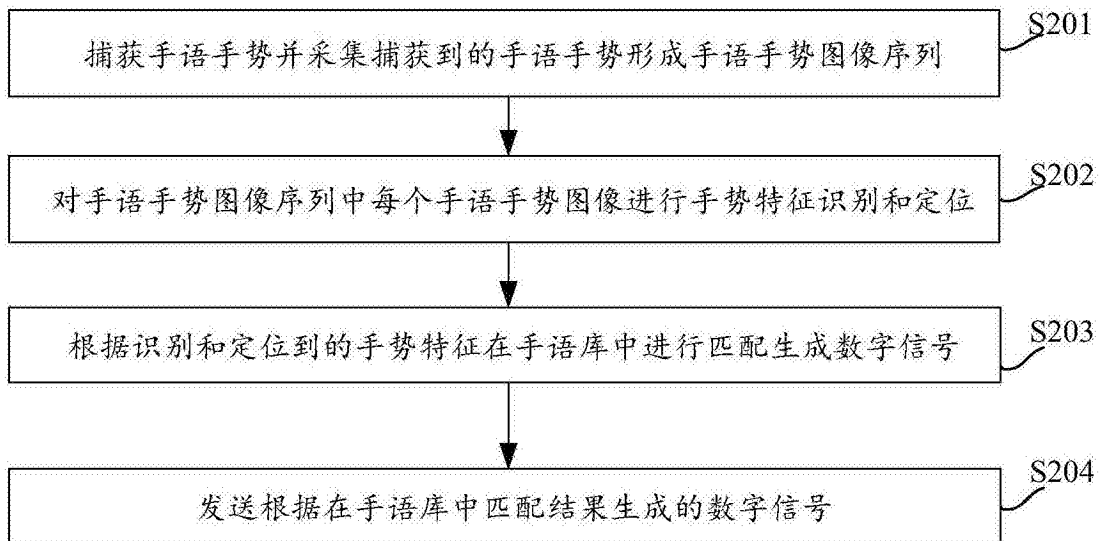 S201
捕获手语手势并采集捕获到的手语手势形成手语手势图像序列
S202
对手语手势图像序列中每个手语手势图像进行手势特征识别和定位
S203
根据识别和定位到的手势特征在手语库中进行匹配生成数字信号
S204
发送根据在手语库中匹配结果生成的数字信号